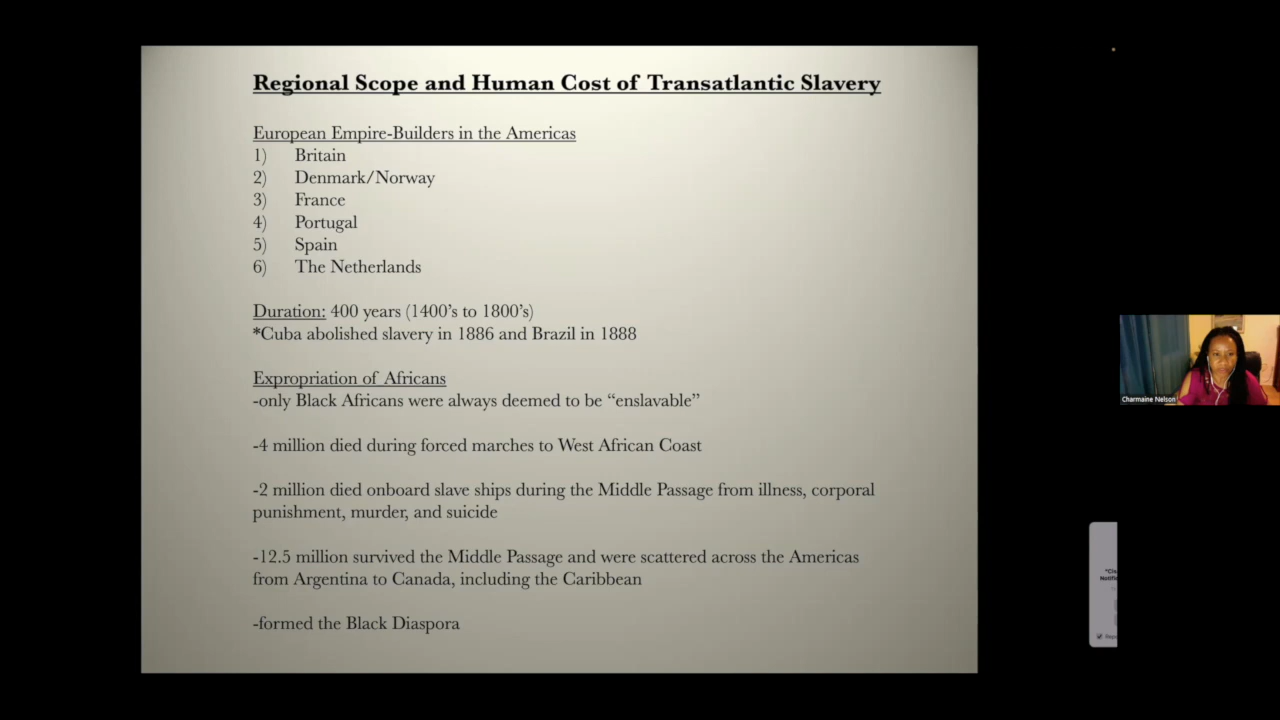 Regional Scope and Human Cost of Transatlantic Slavery
European Empire-Builders in the Americas
1) Britain
2) Denmark/Norway
3) France
4) Portugal
5) Spain
6) The Netherlands
Duration: 400 years (1400’s to 1800’s)
*Cuba abolished slavery in 1886 and Brazil in 1888
Expropriation of Africans
-only Black Africans were always deemed to be “enslavable”
-4 million died during forced marches to West African Coast
-2 million died onboard slave ships during the Middle Passage from illness, corporal
punishment, murder, and suicide
-12.5 million survived the Middle Passage and were scattered across the Americas
from Argentina to Canada, including the Caribbean
-formed the Black Diaspora
Charmaine Nelson